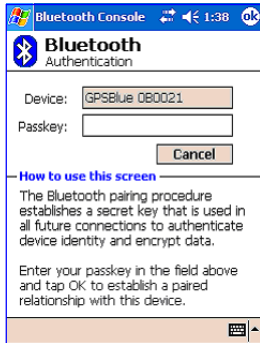 Bluetooth Console 1:38 ok
Bluetooth
Authentication
Device: GPSBlue 0B0021
Passkey:
Cancel
How to use this screen
The Bluetooth pairing procedure
establishes a secret key that is used in
all future connections to authenticate
device identity and encrypt data.
Enter your passkey in the field above
and tap OK to establish a paired
relationship with this device.